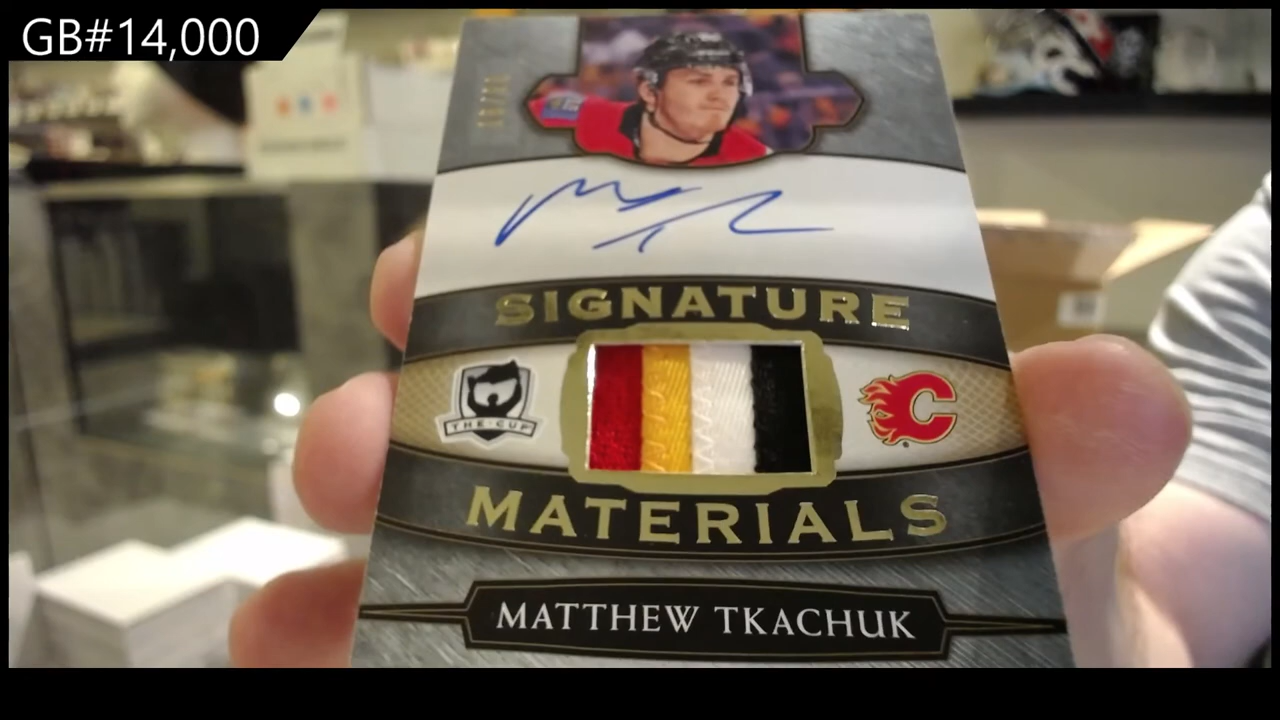 GB#14,000
SIGNATURE
THE·CUP
C
MATERIALS
MATTHEW TKACHUK